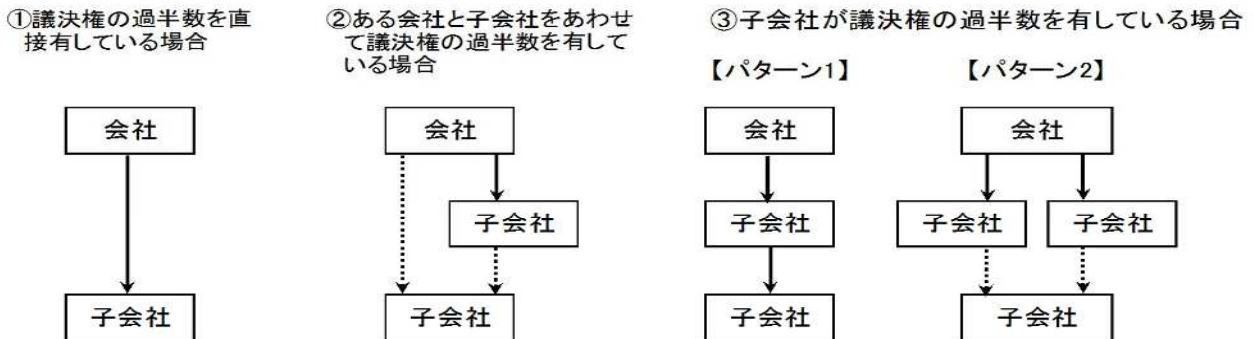 ①議決権の過半数を直
接有している場合
②ある会社と子会社をあわせ
て議決権の過半数を有して
いる場合
③子会社が議決権の過半数を有している場合
【パターン1】
【パターン2】
会社
子会社
会社
子会社
子会社
会社
子会社
子会社
会社
子会社
子会社
子会社